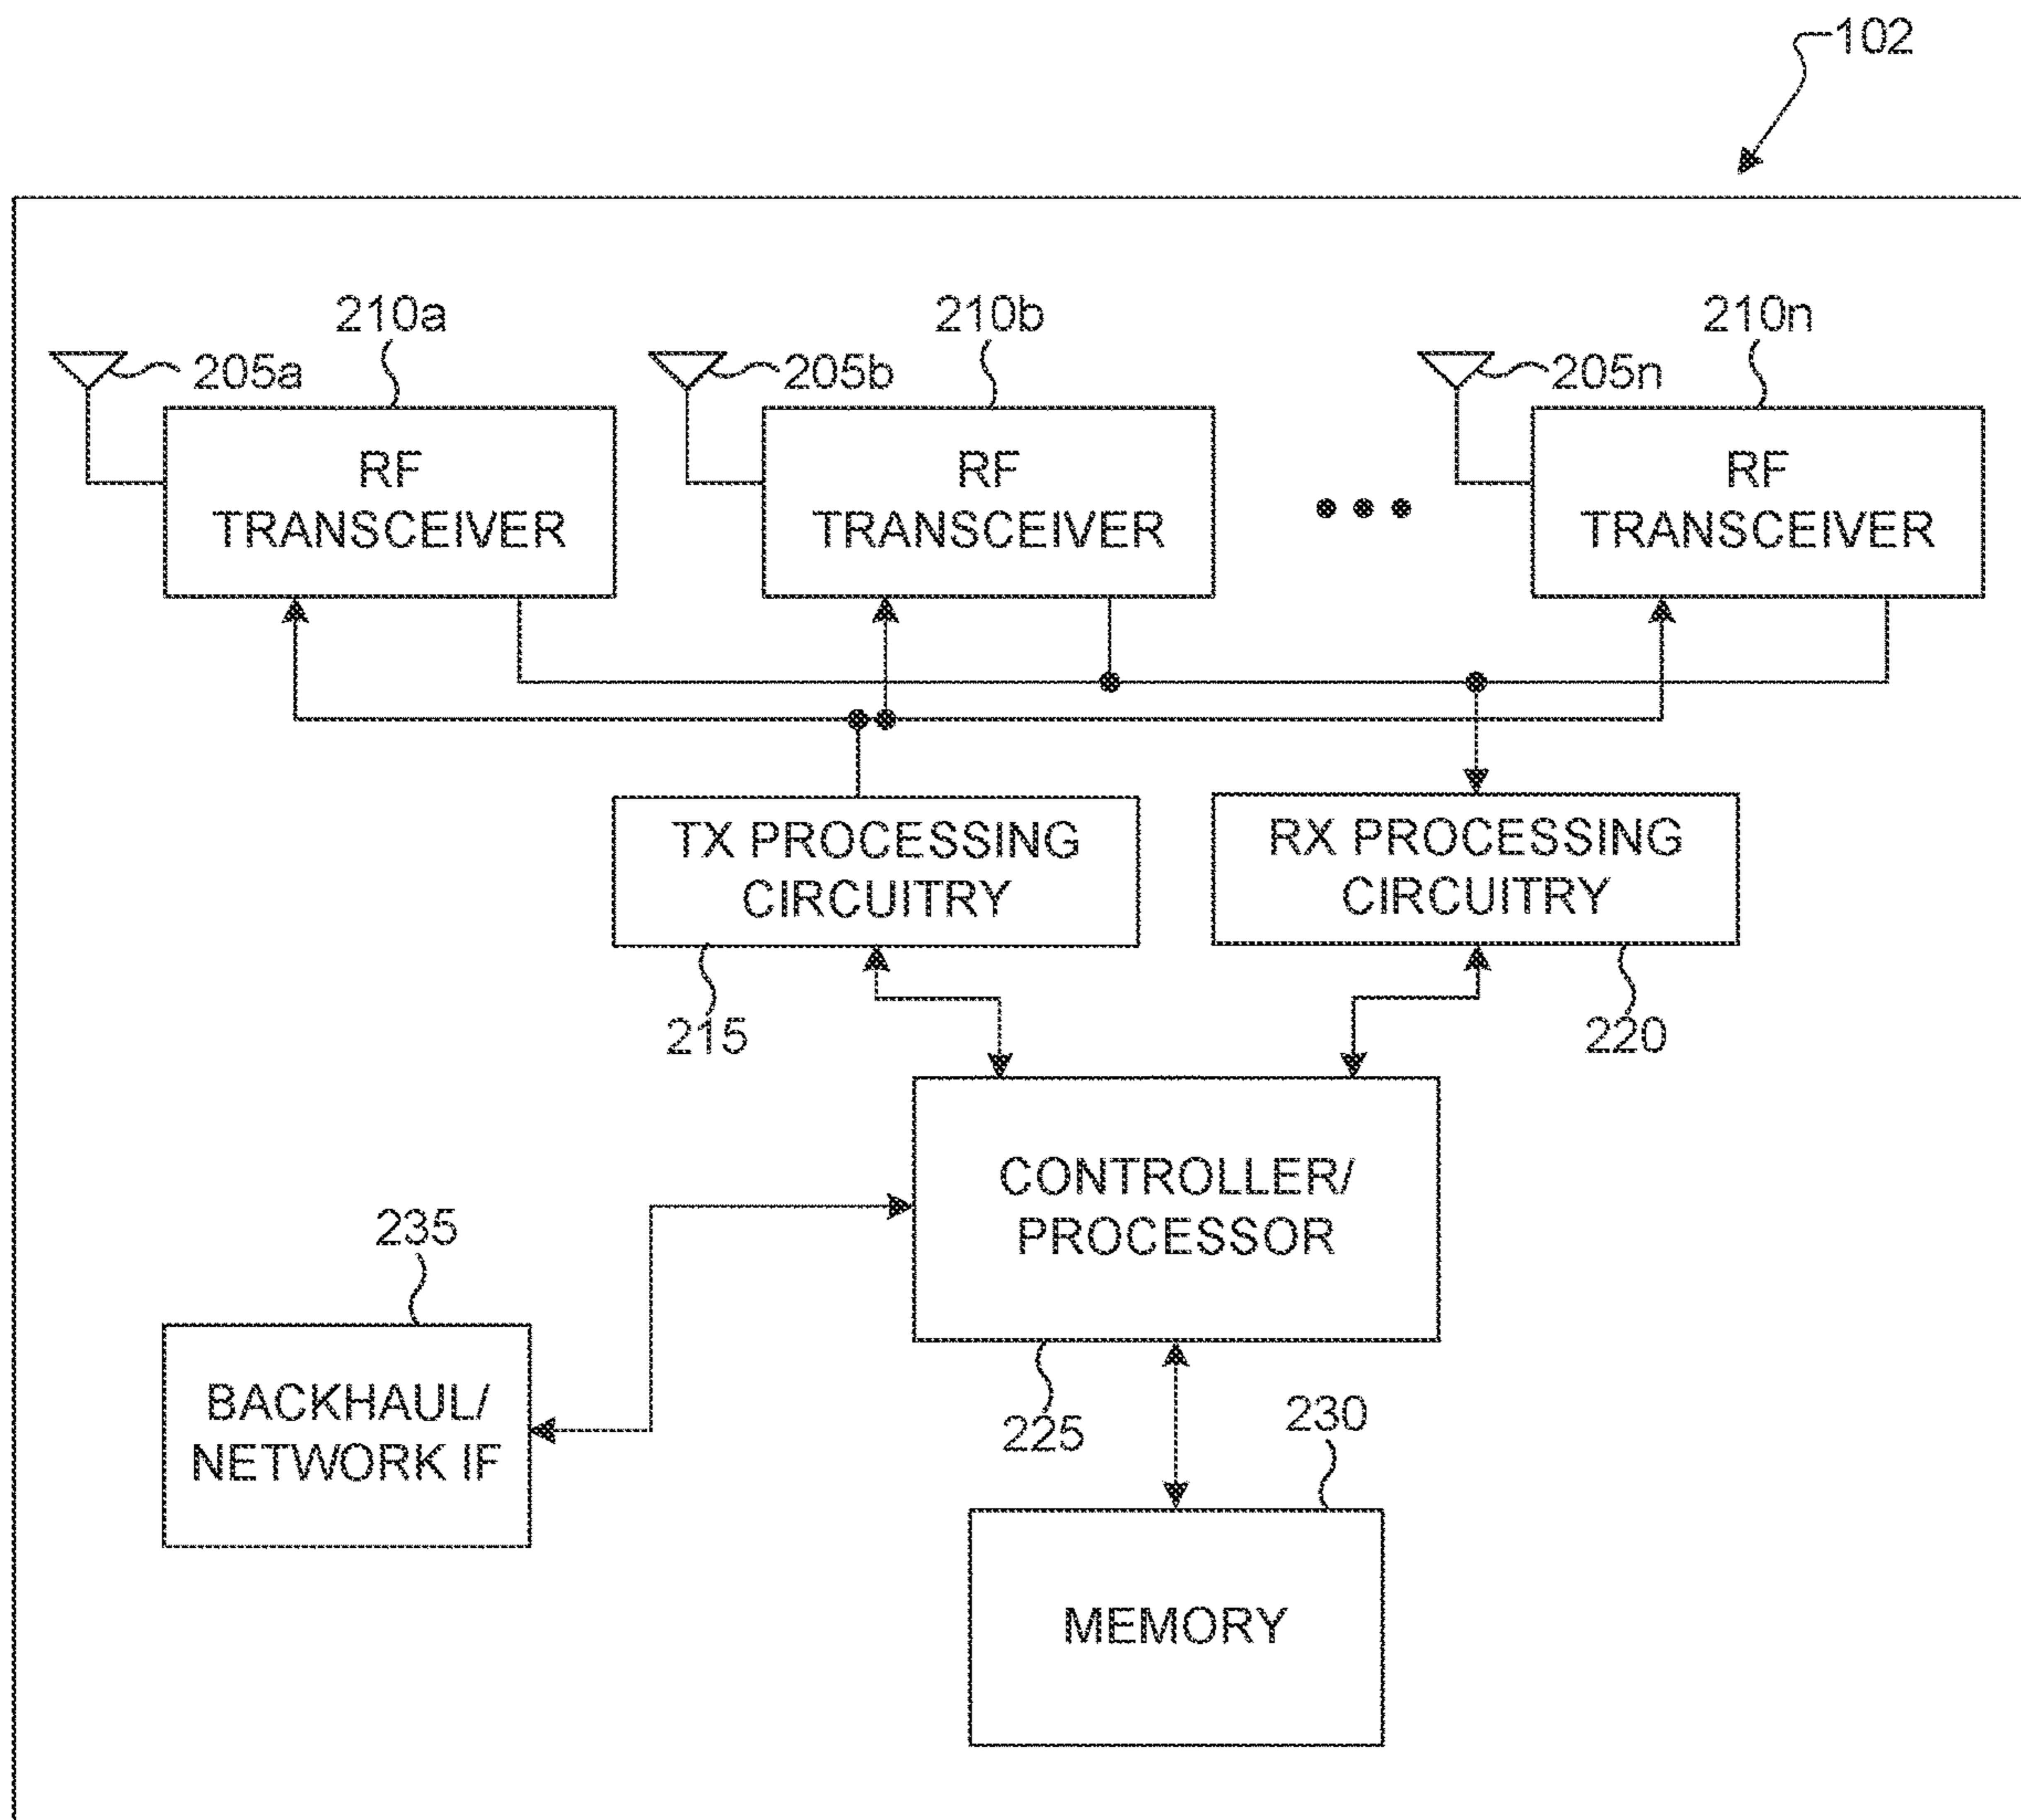 102
210a
210b
210n
205a
205b
205n
RF
TRANSCEIVER
RF
TRANSCEIVER
RF
TRANSCEIVER
TX PROCESSING
CIRCUITRY
RX PROCESSING
CIRCUITRY
215
220
CONTROLLER/
PROCESSOR
235
BACKHAUL/
NETWORK IF
225
230
MEMORY